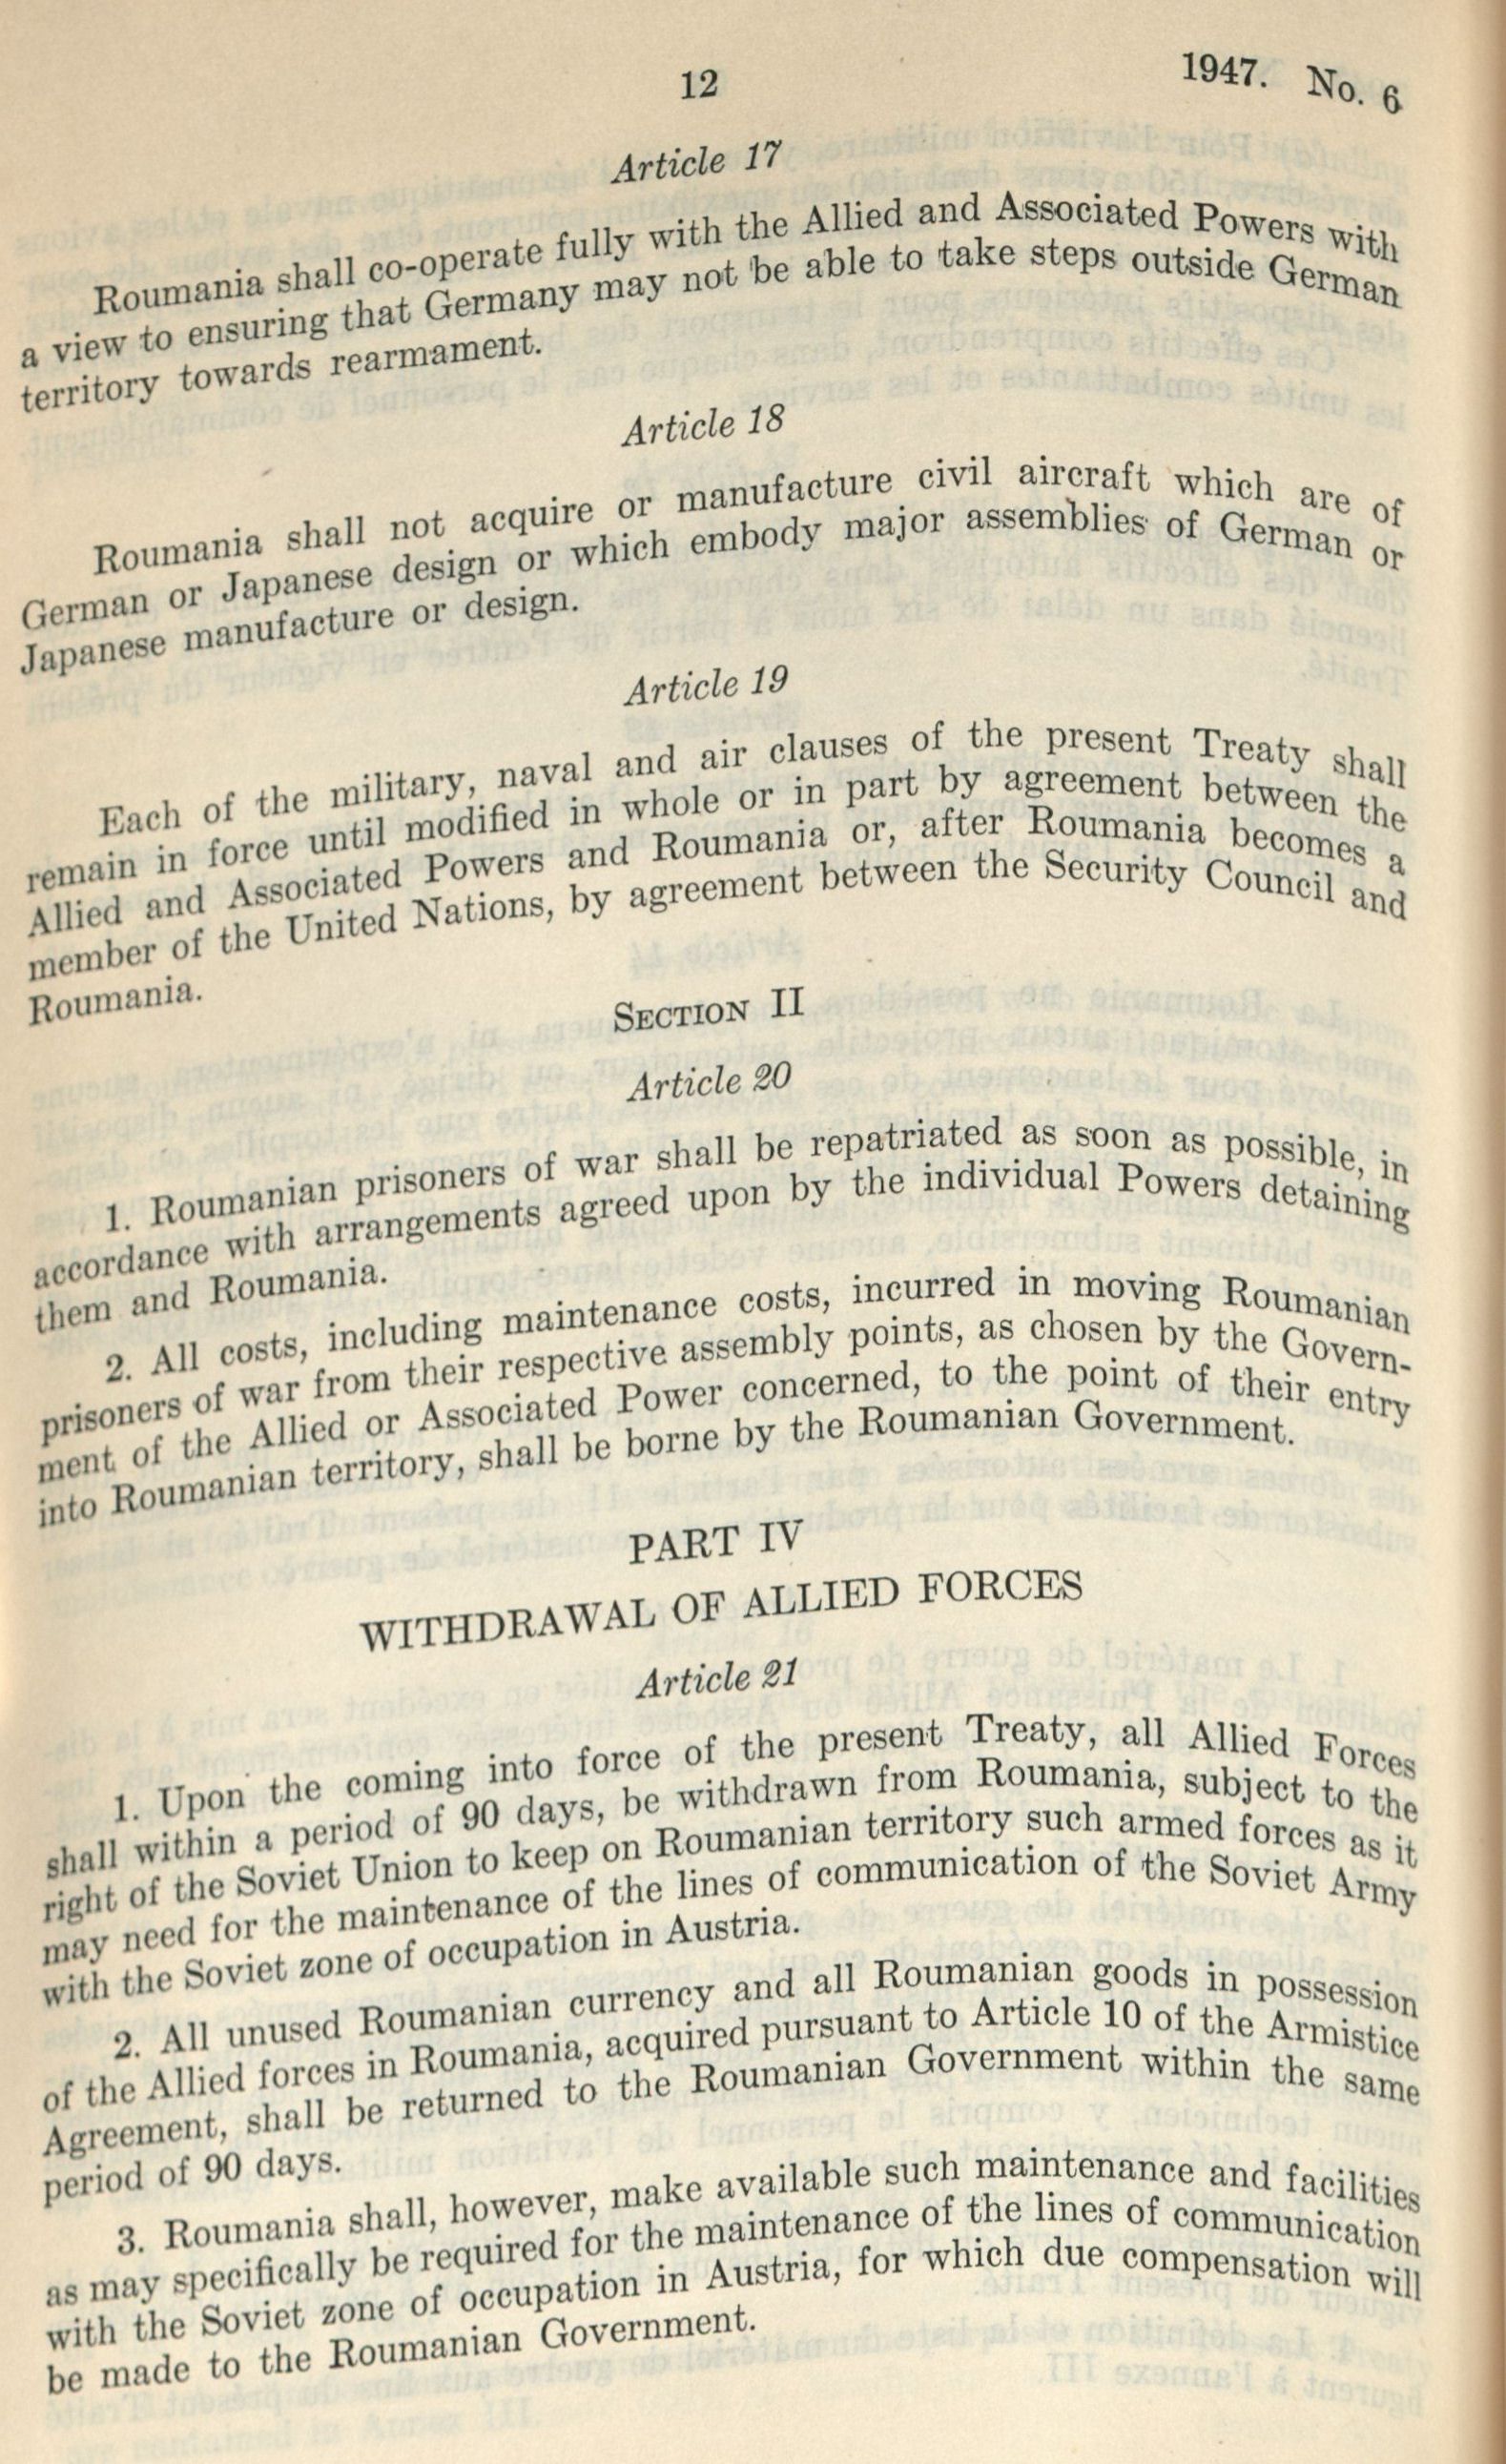 12
1947. No. 6
Article 17
Roumania shall co-operate fully with the Allied and Associated Powers with
a view to ensuring that Germany may not be able to take steps outside German
territory towards rearmament.
Article 18
Roumania shall not acquire or manufacture civil aircraft which are of
German or Japanese design or which embody major assemblies of German or
Japanese manufacture or design.
Article 19
Each of the military, naval and air clauses of the present Treaty shall
remain in force until modified in whole or in part by agreement between the
Allied and Associated Powers and Roumania or, after Roumania becomes a
member of the United Nations, by agreement between the Security Council and
Roumania.
SECTION II
Article 20
1. Roumanian prisoners of war shall be repatriated as soon as possible, in
accordance with arrangements agreed upon by the individual Powers detaining
them and Roumania.
2. All costs, including maintenance costs, incurred in moving Roumanian
prisoners of war from their respective assembly points, as chosen by the Govern-
ment of the Allied or Associated Power concerned, to the point of their entry
into Roumanian territory, shall be borne by the Roumanian Government.
PART IV
WITHDRAWAL OF ALLIED FORCES
Article 21
1. Upon the coming into force of the present Treaty, all Allied Forces
shall within a period of 90 days, be withdrawn from Roumania, subject to the
right of the Soviet Union to keep on Roumanian territory such armed forces as it
may need for the maintenance of the lines of communication of the Soviet Army
with the Soviet zone of occupation in Austria.
2. All unused Roumanian currency and all Roumanian goods in possession
of the Allied forces in Roumania, acquired pursuant to Article 10 of the Armistice
Agreement, shall be returned to the Roumanian Government within the same
period of 90 days.
3. Roumania shall, however, make available such maintenance and facilities
as may specifically be required for the maintenance of the lines of communication
with the Soviet zone of occupation in Austria, for which due compensation will
be made to the Roumanian Government.